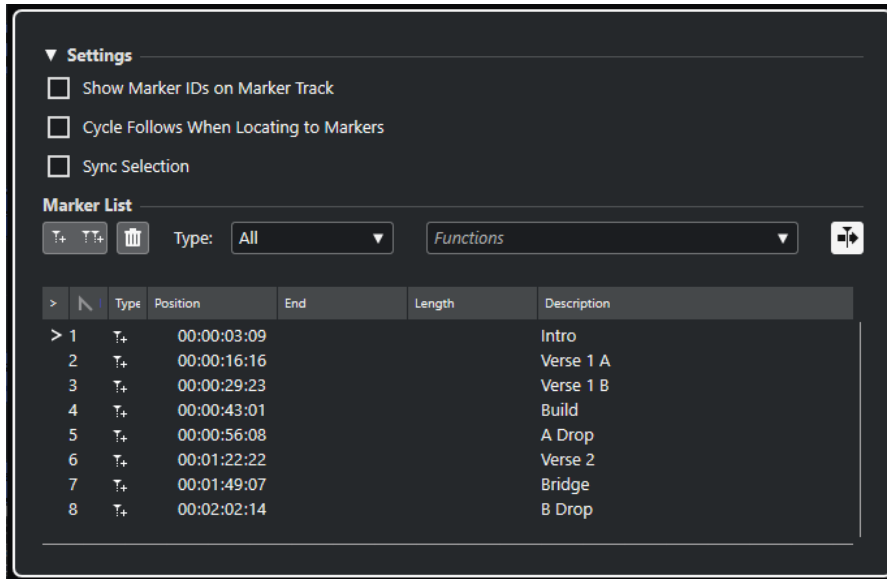 ▼ Settings
Show Marker IDs on Marker Track
Cycle Follows When Locating to Markers
Sync Selection
Marker List
Type: All Functions
> Type Position End Length Description
> 1 00:00:03:09 Intro
2 00:00:16:16 Verse 1 A
3 00:00:29:23 Verse 1 B
4 00:00:43:01 Build
5 00:00:56:08 A Drop
6 00:01:22:22 Verse 2
7 00:01:49:07 Bridge
8 00:02:02:14 B Drop